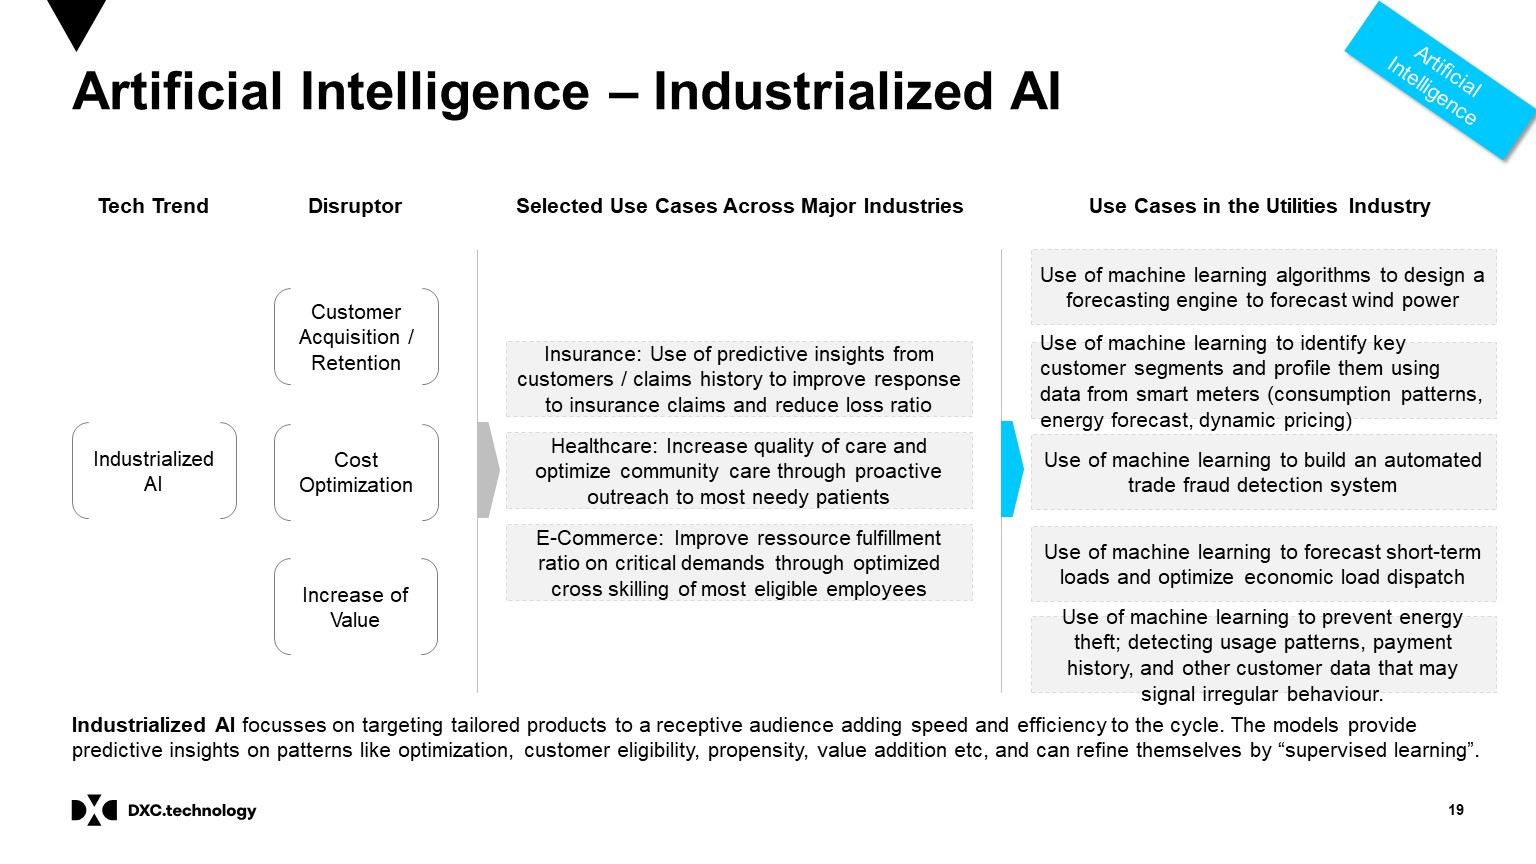 Artificial Intelligence – Industrialized AI
Artificial
Intelligence
Tech Trend
Disruptor
Selected Use Cases Across Major Industries
Use Cases in the Utilities Industry
Industrialized
AI
Customer
Acquisition /
Retention
Cost
Optimization
Increase of
Value
Insurance: Use of predictive insights from
customers / claims history to improve response
to insurance claims and reduce loss ratio
Healthcare: Increase quality of care and
optimize community care through proactive
outreach to most needy patients
E-Commerce: Improve ressource fulfillment
ratio on critical demands through optimized
cross skilling of most eligible employees
Use of machine learning algorithms to design a
forecasting engine to forecast wind power
Use of machine learning to identify key
customer segments and profile them using
data from smart meters (consumption patterns,
energy forecast, dynamic pricing)
Use of machine learning to build an automated
trade fraud detection system
Use of machine learning to forecast short-term
loads and optimize economic load dispatch
Use of machine learning to prevent energy
theft; detecting usage patterns, payment
history, and other customer data that may
signal irregular behaviour.
Industrialized AI focusses on targeting tailored products to a receptive audience adding speed and efficiency to the cycle. The models provide
predictive insights on patterns like optimization, customer eligibility, propensity, value addition etc, and can refine themselves by “supervised learning”.
DXC.technology
19